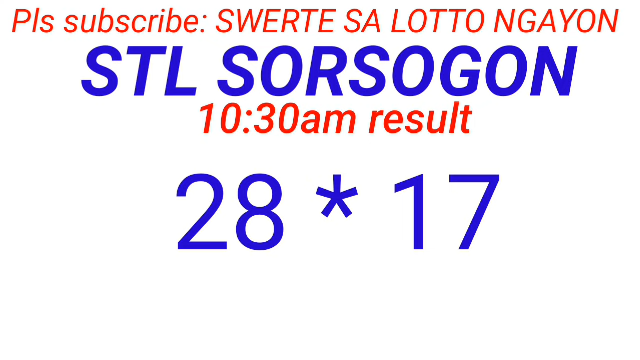 Pls subscribe: SWERTE SA LOTTO NGAYON
STL SORSOGON
10:30am result
28 * 17